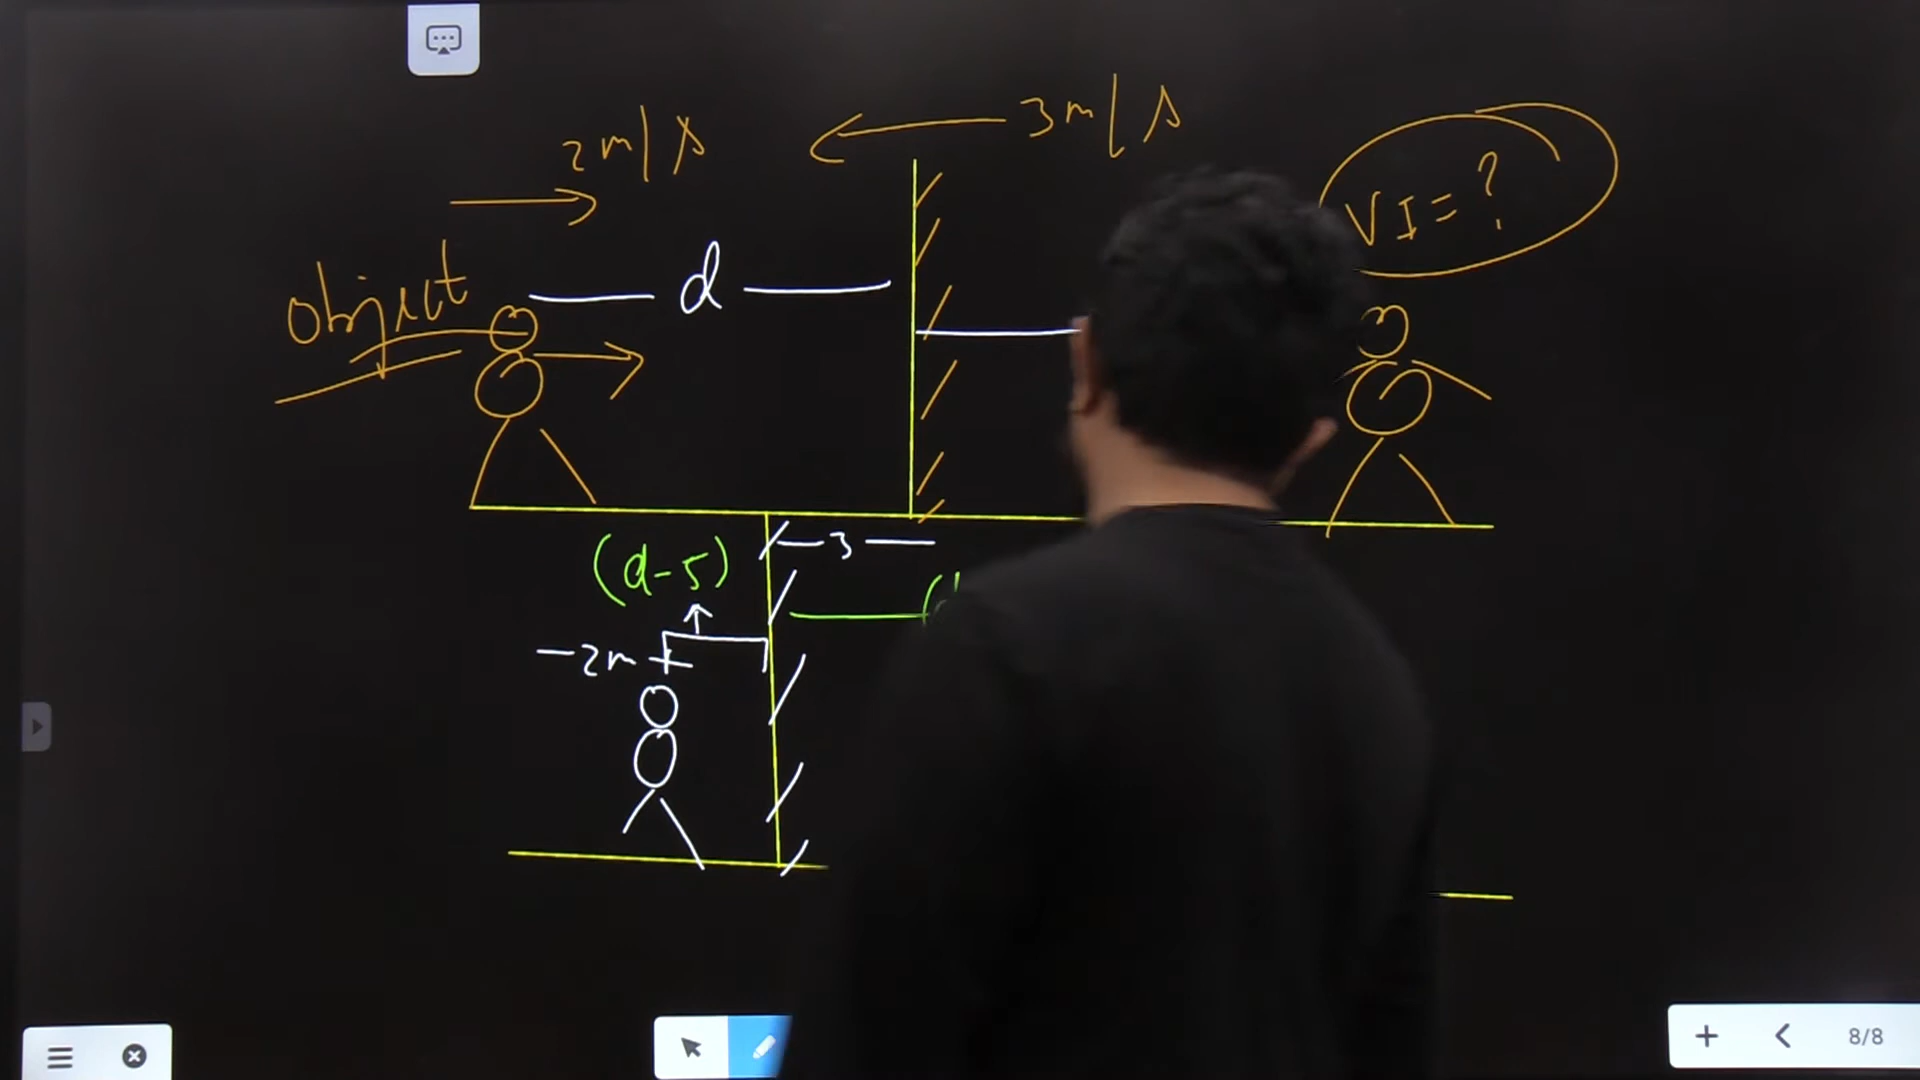 2m/s
3m/s
VI = ?
d
object
3
(d-5)
(
-2m
8/8